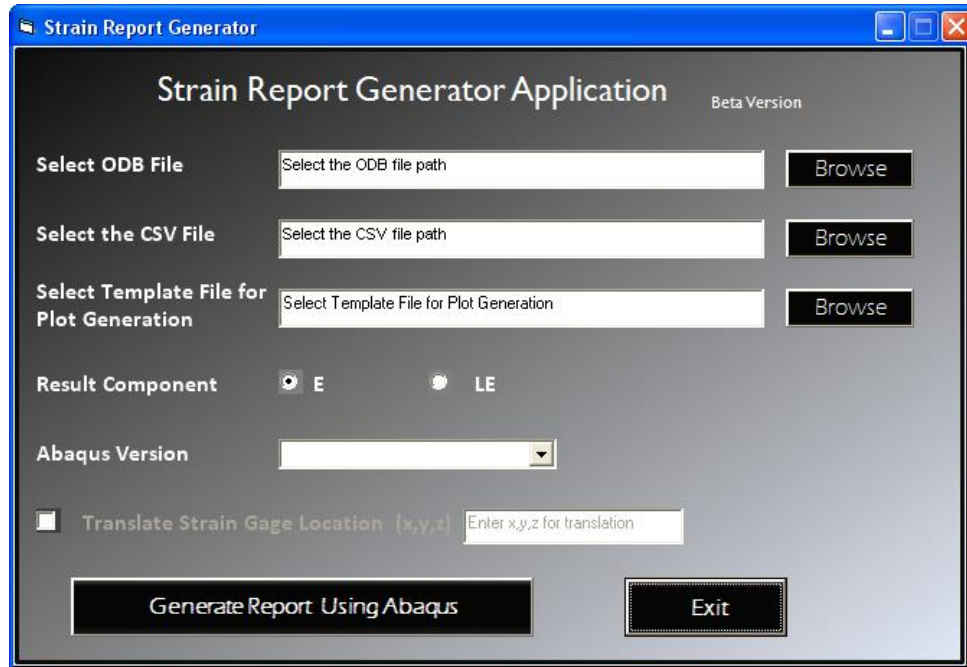 Strain Report Generator
Strain Report Generator Application
Beta Version
Select ODB File
Select the ODB file path
Browse
Select the CSV File
Select the CSV file path
Browse
Select Template File for
Plot Generation
Select Template File for Plot Generation
Browse
Result Component
E
LE
Abaqus Version
Translate Strain Gage Location (x,y,z)
Enter x,y,z for translation
Generate Report Using Abaqus
Exit